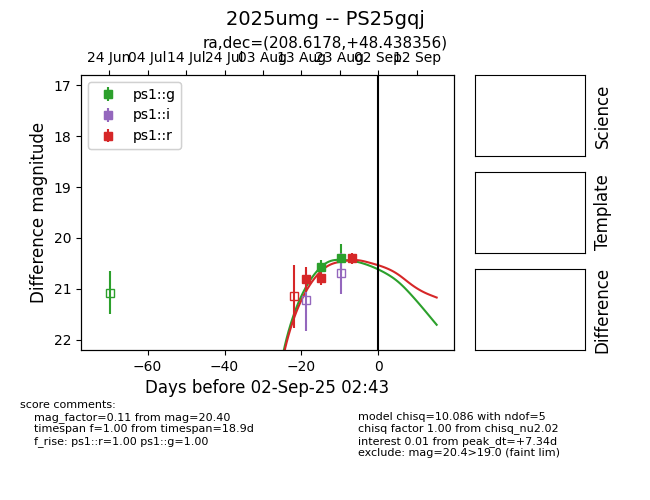 2025umg -- PS25gqj
ra,dec=(208.6178,+48.438356)
24 Jun 04 Jul 14 Jul 24 Jul 03 Aug 13 Aug 23 Aug 02 Sep 12 Sep
17
18
19
20
21
22
Difference magnitude
ps1::g
ps1::i
ps1::r
−60 −40 −20 0
Days before 02-Sep-25 02:43
Science
Template
Difference
score comments:
mag_factor=0.11 from mag=20.40
timespan f=1.00 from timespan=18.9d
f_rise: ps1::r=1.00 ps1::g=1.00
model chisq=10.086 with ndof=5
chisq factor 1.00 from chisq_nu2.02
interest 0.01 from peak_dt=+7.34d
exclude: mag=20.4>19.0 (faint lim)